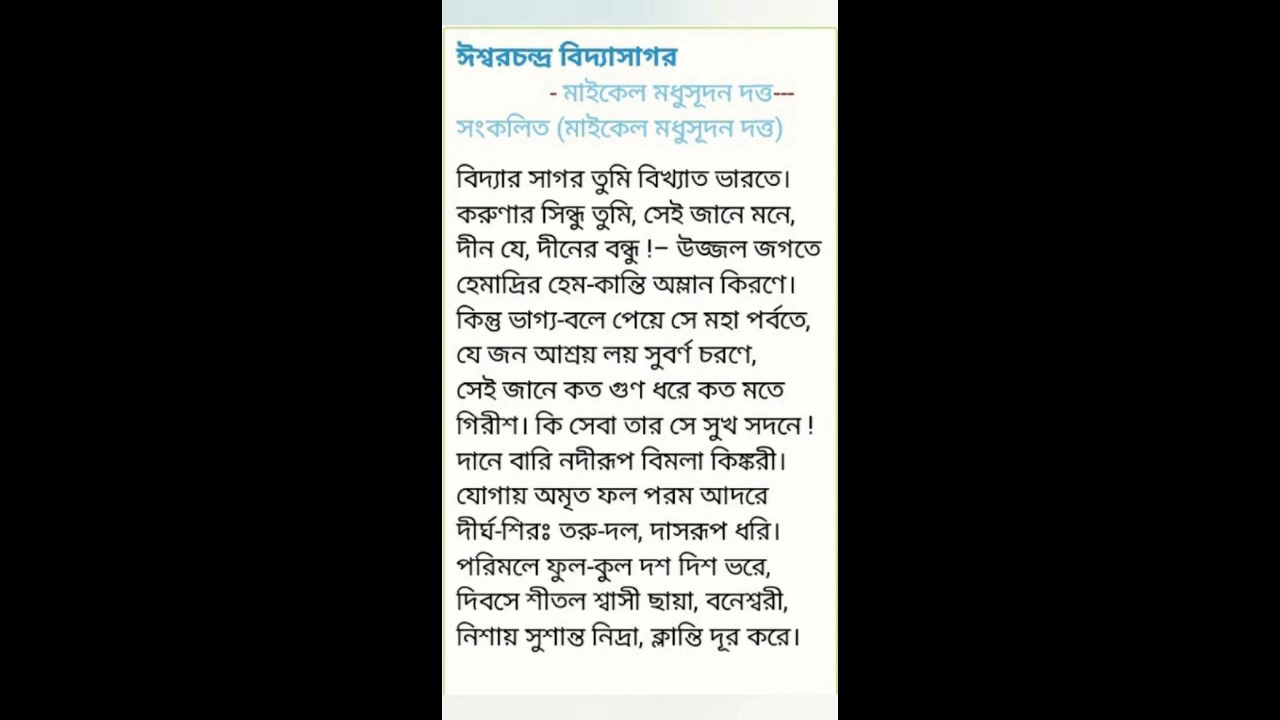 ঈশ্বরচন্দ্র বিদ্যাসাগর
- মাইকেল মধুসূদন দত্ত---
সংকলিত (মাইকেল মধুসূদন দত্ত)
বিদ্যার সাগর তুমি বিখ্যাত ভারতে।
করুণার সিন্ধু তুমি, সেই জানে মনে,
দীন যে, দীনের বন্ধু !– উজ্জল জগতে
হেমাদ্রির হেম-কান্তি অম্লান কিরণে।
কিন্তু ভাগ্য-বলে পেয়ে সে মহা পর্বতে,
যে জন আশ্রয় লয় সুবর্ণ চরণে,
সেই জানে কত গুণ ধরে কত মতে
গিরীশ। কি সেবা তার সে সুখ সদনে !
দানে বারি নদীরূপ বিমলা কিঙ্করী।
যোগায় অমৃত ফল পরম আদরে
দীর্ঘ-শিরঃ তরু-দল, দাসরূপ ধরি।
পরিমলে ফুল-কুল দশ দিশ ভরে,
দিবসে শীতল শ্বাসী ছায়া, বনেশ্বরী,
নিশায় সুশান্ত নিদ্রা, ক্লান্তি দূর করে।